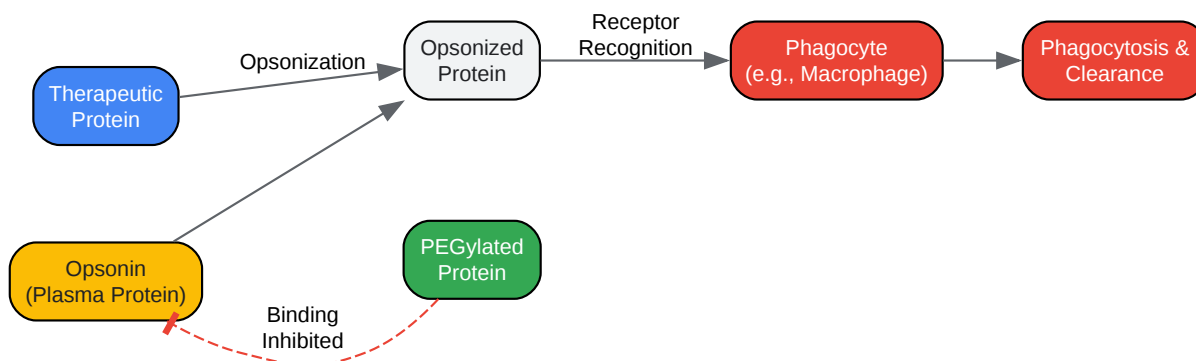 Therapeutic
Protein
Opsonization
Opsonized
Protein
Receptor
Recognition
Phagocyte
(e.g., Macrophage)
Phagocytosis &
Clearance
Opsonin
(Plasma Protein)
Binding
Inhibited
PEGylated
Protein